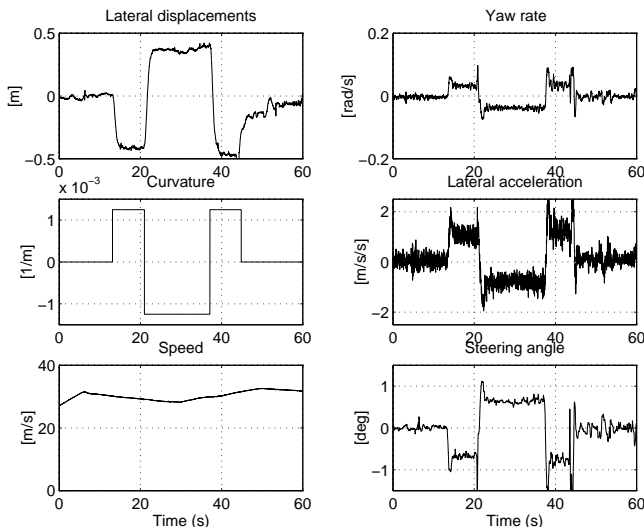 Lateral displacements
0.5
0
−0.5
[m]
0 20 40 60
Yaw rate
0.2
0
−0.2
[rad/s]
0 20 40 60
x 10⁻³
Curvature
1
0
−1
[1/m]
0 20 40 60
Lateral acceleration
2
0
−2
[m/s/s]
0 20 40 60
Speed
40
20
0
[m/s]
0 20 40 60
Time (s)
Steering angle
1
0
−1
[deg]
0 20 40 60
Time (s)